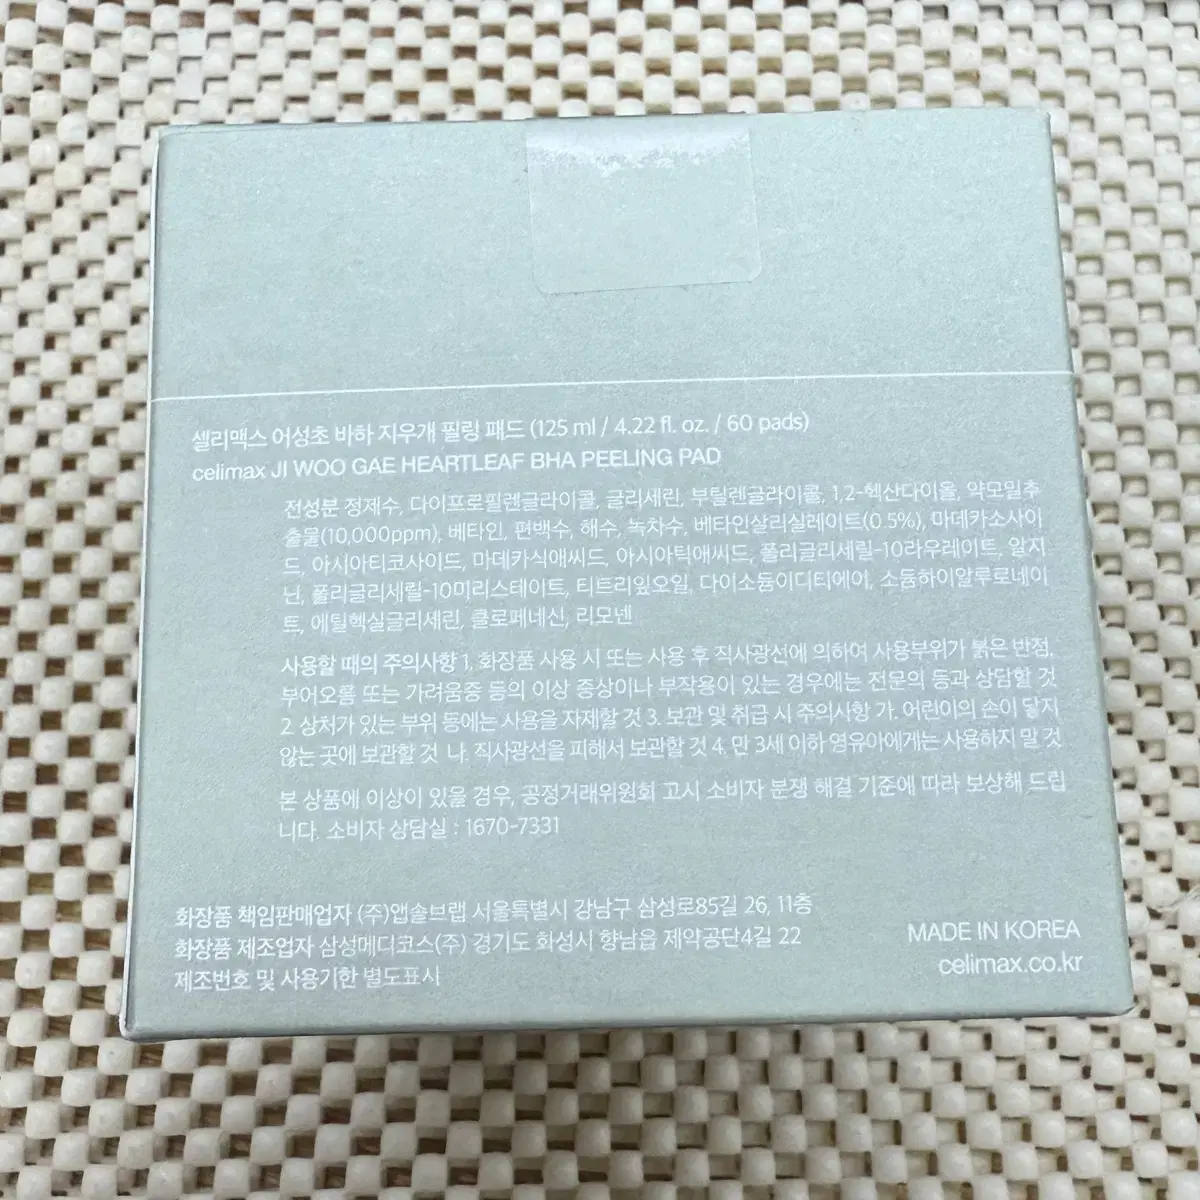 셀리맥스 어성초 바하 지우개 필링 패드 (125 ml / 4.22 fl. oz. / 60 pads)
celimax JI WOO GAE HEARTLEAF BHA PEELING PAD
전성분 정제수, 다이프로필렌글라이콜, 글리세린, 부틸렌글라이콜, 1,2-헥산다이올, 약모밀추
출물(10,000ppm), 베타인, 편백수, 해수, 녹차수, 베타인살리실레이트(0.5%), 마데카소사이
드, 아시아티코사이드, 마데카식애씨드, 아시아틱애씨드, 폴리글리세릴-10라우레이트, 알지
닌, 폴리글리세릴-10미리스테이트, 티트리잎오일, 다이소듐이디티에이, 소듐하이알루로네이
트, 에틸헥실글리세린, 클로페네신, 리모넨
사용할 때의 주의사항 1. 화장품 사용 시 또는 사용 후 직사광선에 의하여 사용부위가 붉은 반점,
부어오름 또는 가려움증 등의 이상 증상이나 부작용이 있는 경우에는 전문의 등과 상담할 것
2. 상처가 있는 부위 등에는 사용을 자제할 것 3. 보관 및 취급 시 주의사항 가. 어린이의 손이 닿지
않는 곳에 보관할 것 나. 직사광선을 피해서 보관할 것 4. 만 3세 이하 영유아에게는 사용하지 말 것
본 상품에 이상이 있을 경우, 공정거래위원회 고시 소비자 분쟁 해결 기준에 따라 보상해 드립
니다. 소비자 상담실 : 1670-7331
화장품 책임판매업자 (주)앱솔브랩 서울특별시 강남구 삼성로85길 26, 11층
화장품 제조업자 삼성메디코스(주) 경기도 화성시 향남읍 제약공단4길 22
제조번호 및 사용기한 별도표시
MADE IN KOREA
celimax.co.kr